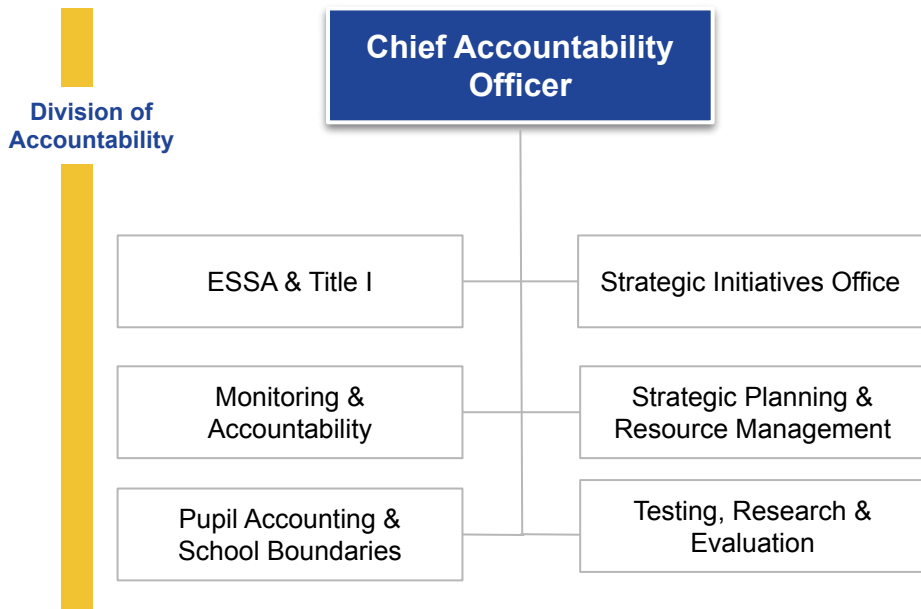 Chief Accountability
Officer
Division of
Accountability
ESSA & Title I
Strategic Initiatives Office
Monitoring &
Accountability
Strategic Planning &
Resource Management
Pupil Accounting &
School Boundaries
Testing, Research &
Evaluation